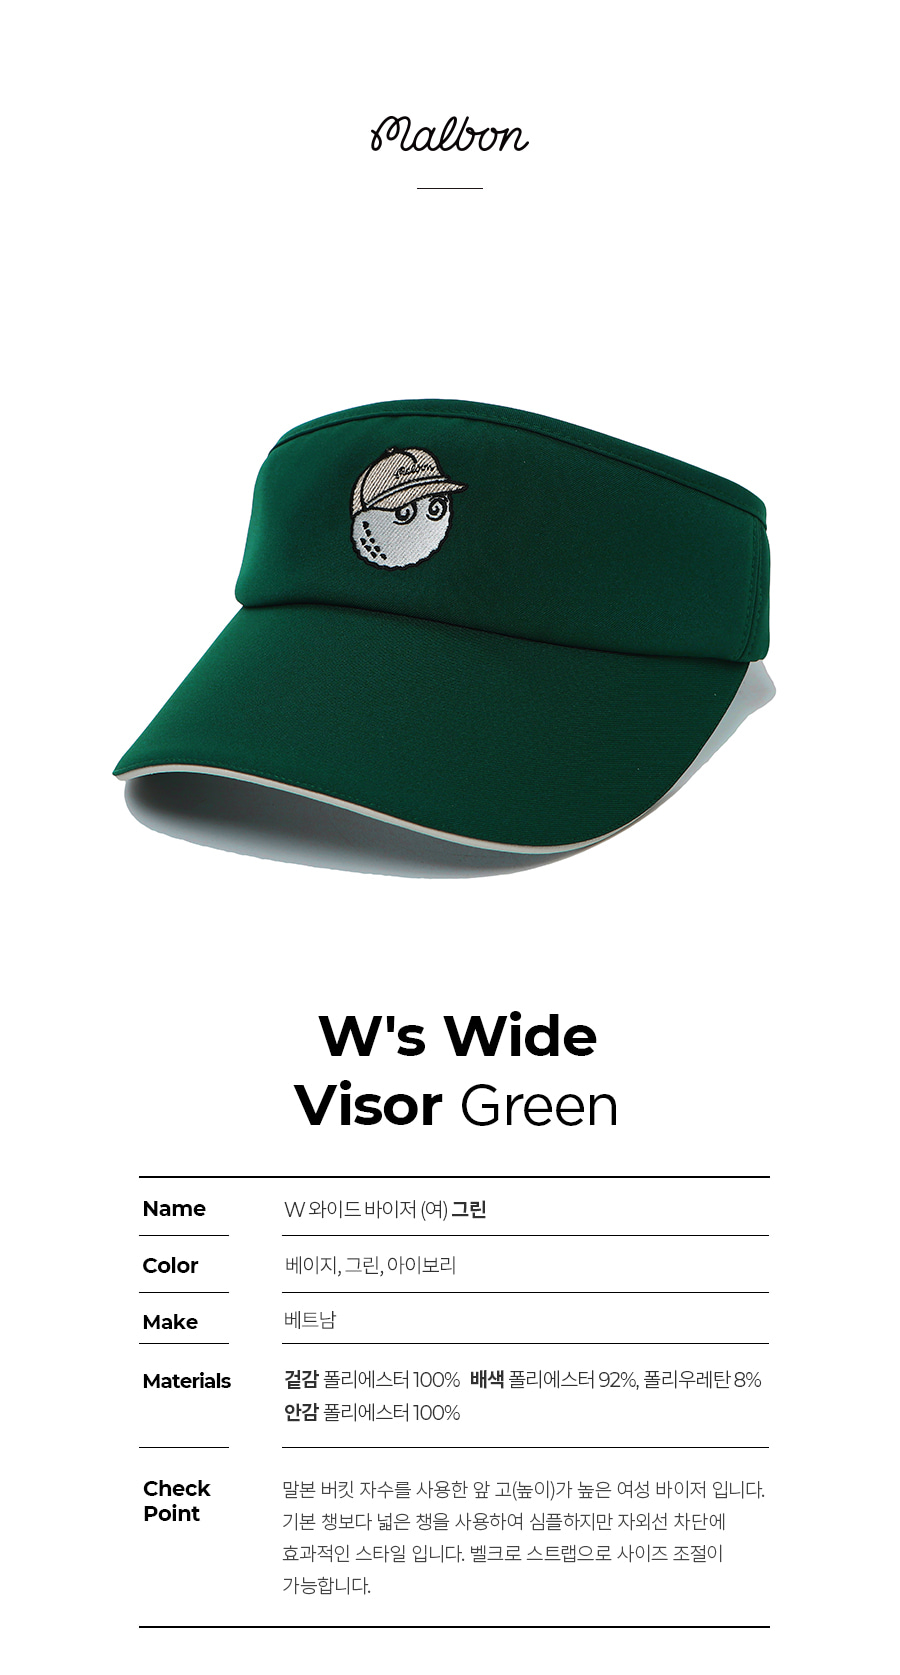 Malbon
Malbon
W's Wide
Visor Green
Name
W 와이드 바이저 (여) 그린
Color
베이지, 그린, 아이보리
Make
베트남
Materials
겉감 폴리에스터 100% 배색 폴리에스터 92%, 폴리우레탄 8%
안감 폴리에스터 100%
Check
Point
말본 버킷 자수를 사용한 앞 고(높이)가 높은 여성 바이저 입니다.
기본 챙보다 넓은 챙을 사용하여 심플하지만 자외선 차단에
효과적인 스타일 입니다. 벨크로 스트랩으로 사이즈 조절이
가능합니다.